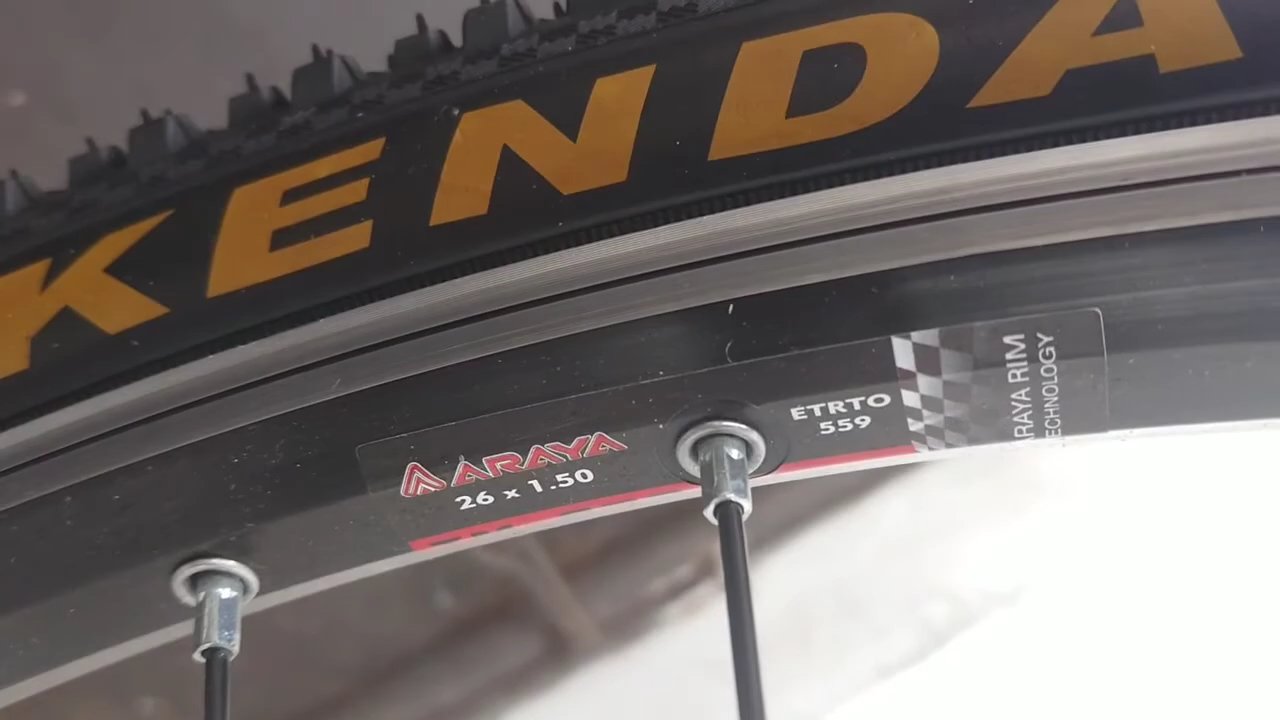 KENDA
ARAYA
26 x 1.50
ETRTO
559
ARAYA RIM
TECHNOLOGY